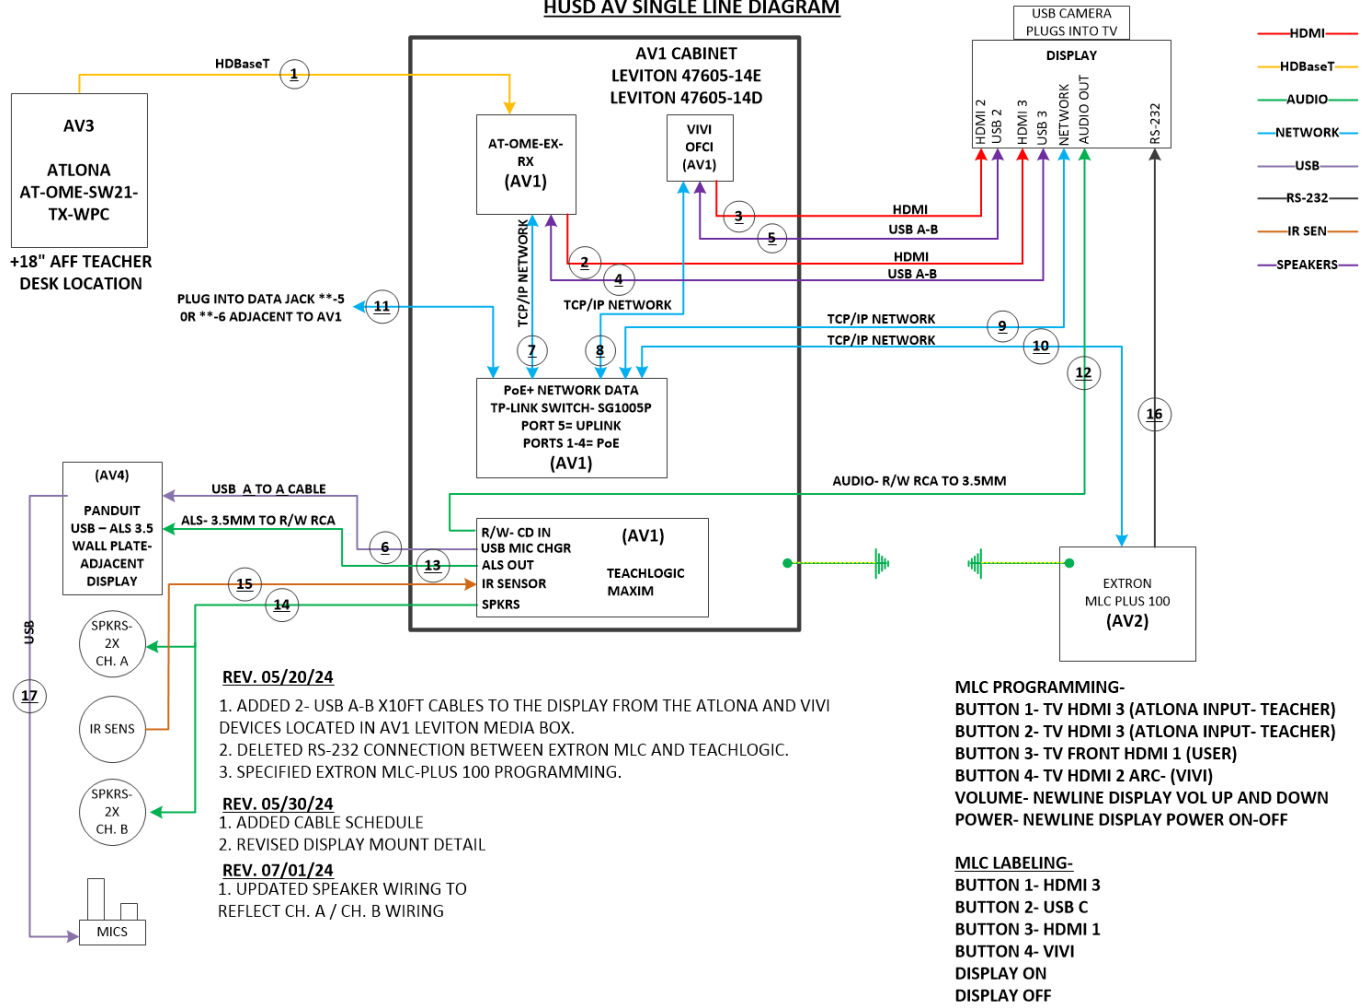 HUSD AV SINGLE LINE DIAGRAM
HDBaseT
1
AV3
ATLONA
AT-OME-SW21-
TX-WPC
+18" AFF TEACHER
DESK LOCATION
AV1 CABINET
LEVITON 47605-14E
LEVITON 47605-14D
AT-OME-EX-
RX
(AV1)
VIVI
OFCI
(AV1)
USB CAMERA
PLUGS INTO TV
DISPLAY
HDMI 2
USB 2
HDMI 3
USB 3
NETWORK
AUDIO OUT
RS-232
HDMI
HDBaseT
AUDIO
NETWORK
USB
RS-232
IR SEN
SPEAKERS
3
HDMI
5
USB A-B
2
HDMI
4
USB A-B
PLUG INTO DATA JACK **-5
0R **-6 ADJACENT TO AV1
11
TCP/IP NETWORK
TCP/IP NETWORK
7
8
TCP/IP NETWORK
9
TCP/IP NETWORK
10
12
16
PoE+ NETWORK DATA
TP-LINK SWITCH- SG1005P
PORT 5= UPLINK
PORTS 1-4= PoE
(AV1)
(AV4)
PANDUIT
USB – ALS 3.5
WALL PLATE-
ADJACENT
DISPLAY
USB  A TO A CABLE
ALS- 3.5MM TO R/W RCA
6
13
15
14
AUDIO- R/W RCA TO 3.5MM
R/W- CD IN
USB MIC CHGR
ALS OUT
IR SENSOR
SPKRS
(AV1)
TEACHLOGIC
MAXIM
EXTRON
MLC PLUS 100
(AV2)
USB
17
SPKRS-
2X
CH. A
IR SENS
SPKRS-
2X
CH. B
MICS
REV. 05/20/24
1. ADDED 2- USB A-B X10FT CABLES TO THE DISPLAY FROM THE ATLONA AND VIVI
DEVICES LOCATED IN AV1 LEVITON MEDIA BOX.
2. DELETED RS-232 CONNECTION BETWEEN EXTRON MLC AND TEACHLOGIC.
3. SPECIFIED EXTRON MLC-PLUS 100 PROGRAMMING.
REV. 05/30/24
1. ADDED CABLE SCHEDULE
2. REVISED DISPLAY MOUNT DETAIL
REV. 07/01/24
1. UPDATED SPEAKER WIRING TO
REFLECT CH. A / CH. B WIRING
MLC PROGRAMMING-
BUTTON 1- TV HDMI 3 (ATLONA INPUT- TEACHER)
BUTTON 2- TV HDMI 3 (ATLONA INPUT- TEACHER)
BUTTON 3- TV FRONT HDMI 1 (USER)
BUTTON 4- TV HDMI 2 ARC- (VIVI)
VOLUME- NEWLINE DISPLAY VOL UP AND DOWN
POWER- NEWLINE DISPLAY POWER ON-OFF
MLC LABELING-
BUTTON 1- HDMI 3
BUTTON 2- USB C
BUTTON 3- HDMI 1
BUTTON 4- VIVI
DISPLAY ON
DISPLAY OFF